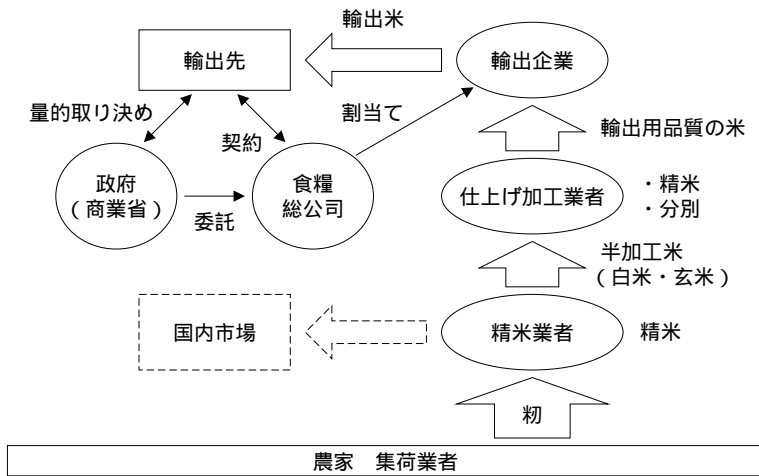 輸出米
輸出先
輸出企業
量的取り決め
契約
割当て
輸出用品質の米
政府
(商業省)
委託
食糧
総公司
仕上げ加工業者
・精米
・分別
半加工米
(白米・玄米)
国内市場
精米業者
精米
籾
農家　集荷業者